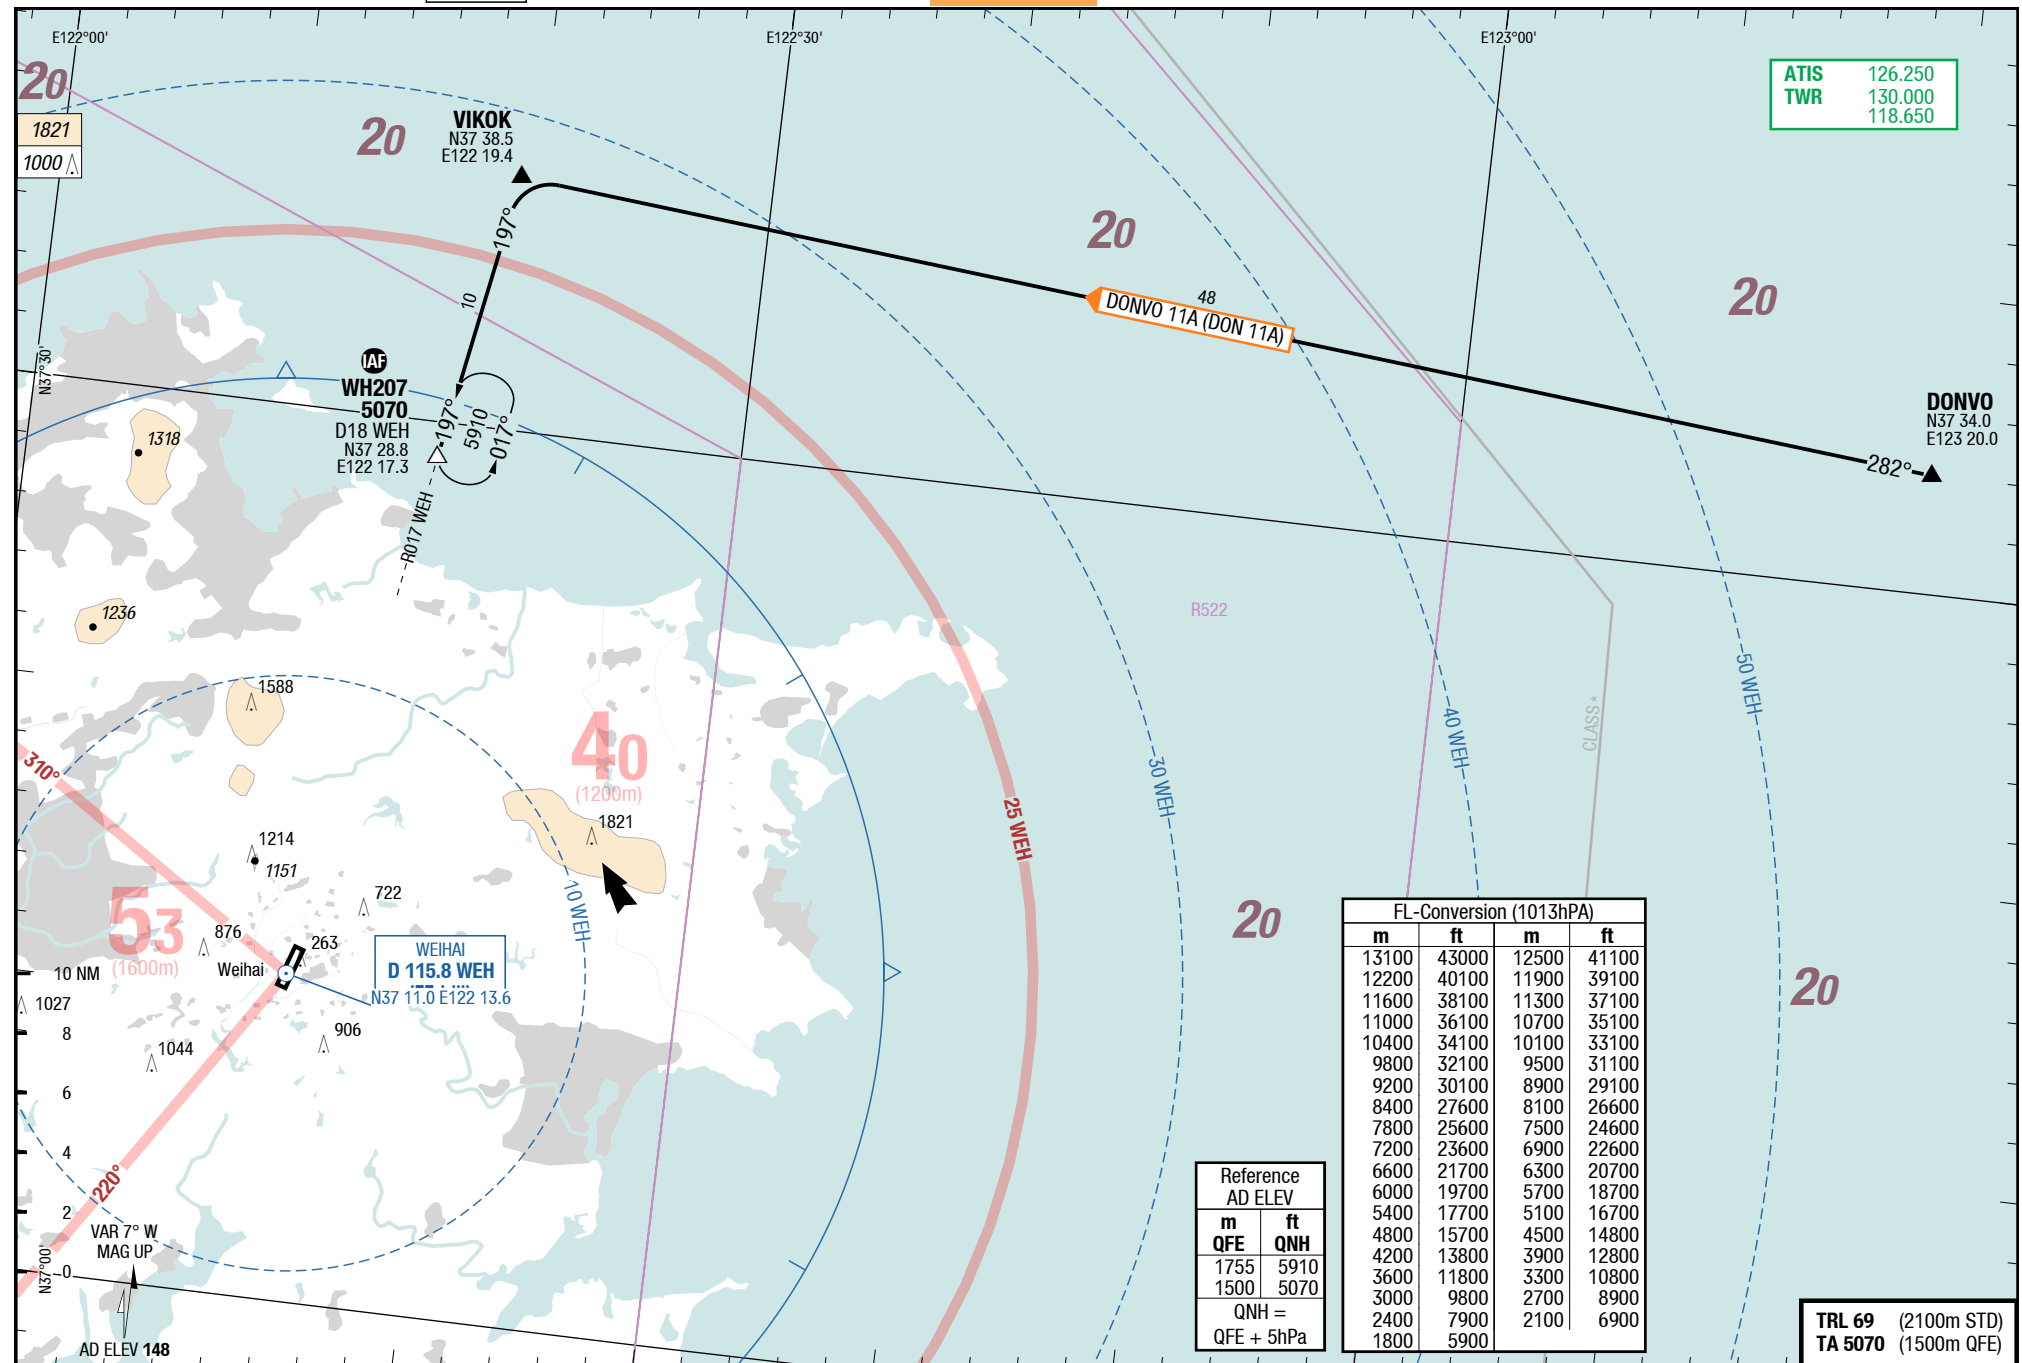 E122°00'
E122°30'
E123°00'
ATIS 126.250
TWR 130.000
118.650
20
1821
1000
20
VIKOK
N37 38.5
E122 19.4
20
20
197°
10
48
DONVO 11A (DON 11A)
N37°30'
IAF
WH207
5070
D18 WEH
N37 28.8
E122 17.3
197°
5910
017°
R017 WEH
DONVO
N37 34.0
E123 20.0
282°
1318
1236
R522
1588
40
(1200m)
50 WEH
40 WEH
30 WEH
CLASS*
310°
1821
25 WEH
1214
1151
722
10 WEH
53
(1600m)
876
263
Weihai
WEIHAI
D 115.8 WEH
N37 11.0 E122 13.6
20
20
10 NM
1027
8
906
1044
6
4
220°
2
VAR 7° W
MAG UP
N37°00'
0
AD ELEV 148
Reference
AD ELEV
m ft
QFE QNH
1755 5910
1500 5070
QNH =
QFE + 5hPa
FL-Conversion (1013hPA)
m ft m ft
13100 43000 12500 41100
12200 40100 11900 39100
11600 38100 11300 37100
11000 36100 10700 35100
10400 34100 10100 33100
9800 32100 9500 31100
9200 30100 8900 29100
8400 27600 8100 26600
7800 25600 7500 24600
7200 23600 6900 22600
6600 21700 6300 20700
6000 19700 5700 18700
5400 17700 5100 16700
4800 15700 4500 14800
4200 13800 3900 12800
3600 11800 3300 10800
3000 9800 2700 8900
2400 7900 2100 6900
1800 5900
TRL 69 (2100m STD)
TA 5070 (1500m QFE)